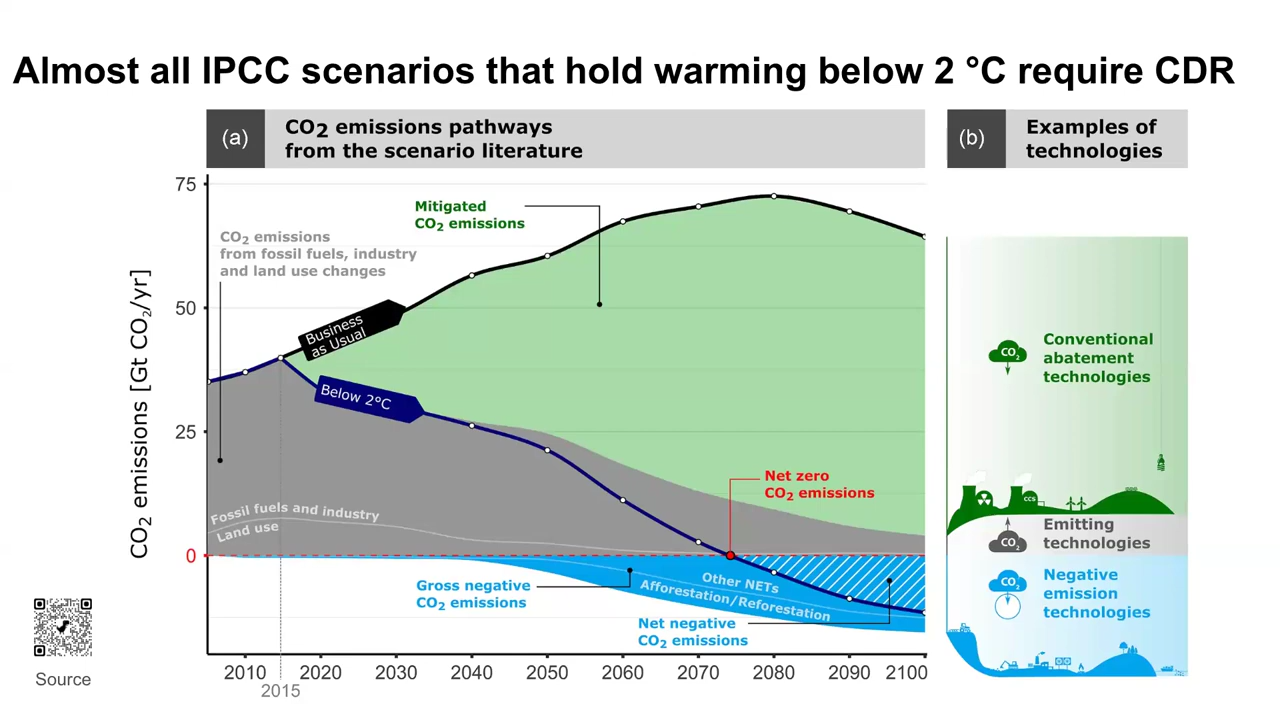 Almost all IPCC scenarios that hold warming below 2 °C require CDR
(a)
CO₂ emissions pathways
from the scenario literature
(b)
Examples of
technologies
CO₂ emissions [Gt CO₂/yr]
75
50
25
0
Mitigated
CO₂ emissions
CO₂ emissions
from fossil fuels, industry
and land use changes
Business
as Usual
Below 2°C
Net zero
CO₂ emissions
Fossil fuels and industry
Land use
Gross negative
CO₂ emissions
Other NETs
Afforestation/Reforestation
Net negative
CO₂ emissions
2010
2015
2020
2030
2040
2050
2060
2070
2080
2090
2100
CO₂
Conventional
abatement
technologies
CCS
CO₂
Emitting
technologies
CO₂
Negative
emission
technologies
Source